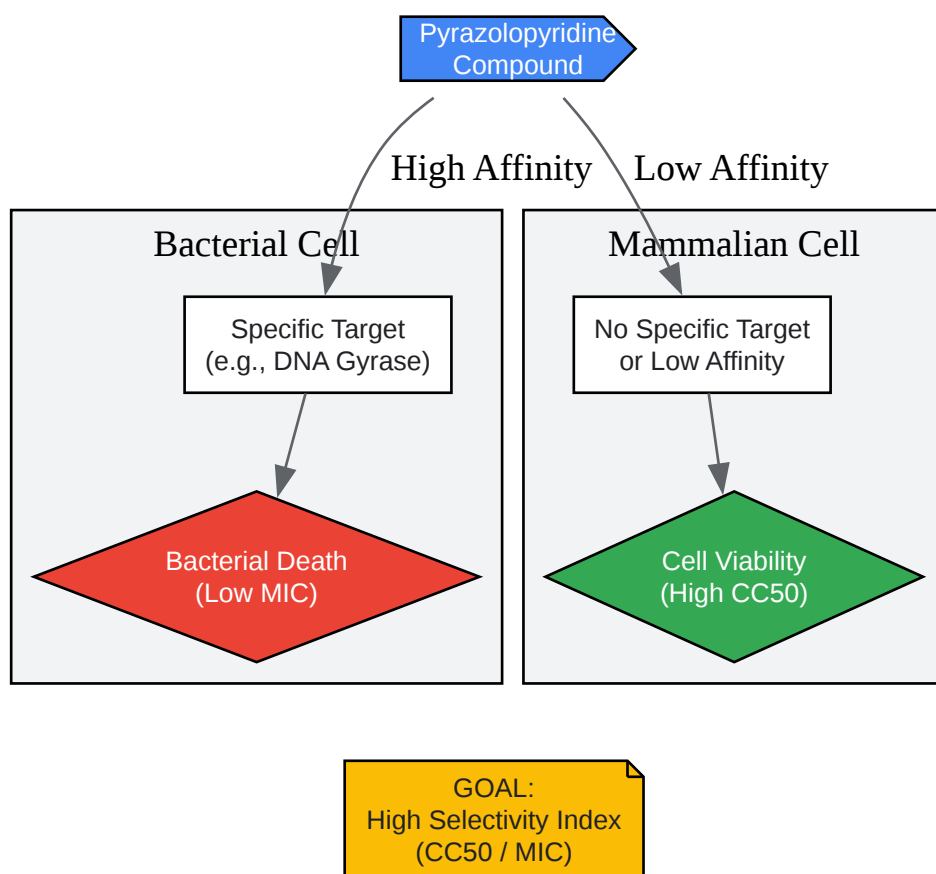 Pyrazolopyridine
Compound
High Affinity
Low Affinity
Bacterial Cell
Mammalian Cell
Specific Target
(e.g., DNA Gyrase)
No Specific Target
or Low Affinity
Bacterial Death
(Low MIC)
Cell Viability
(High CC50)
GOAL:
High Selectivity Index
(CC50 / MIC)